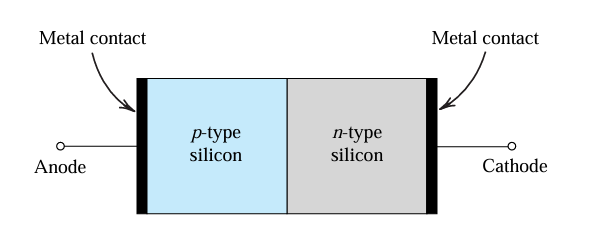 Metal contact
Metal contact
p-type
silicon
n-type
silicon
Anode
Cathode